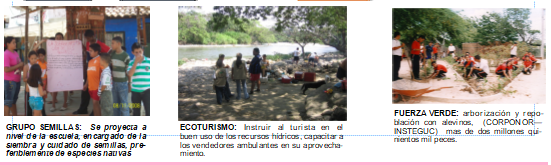 GRUPO SEMILLAS: Se proyecta a
nivel de la escuela, encargado de la
siembra y cuidado de semillas, pre-
feriblemente de especies nativas
ECOTURISMO: Instruir al turista en el
buen uso de los recursos hídricos, capacitar a
los vendedores ambulantes en su aprovecha-
miento.
FUERZA VERDE: arborización y repo-
blación con alevinos, (CORPONOR—
INSTEGUC) mas de dos millones qui-
nientos mil peces.